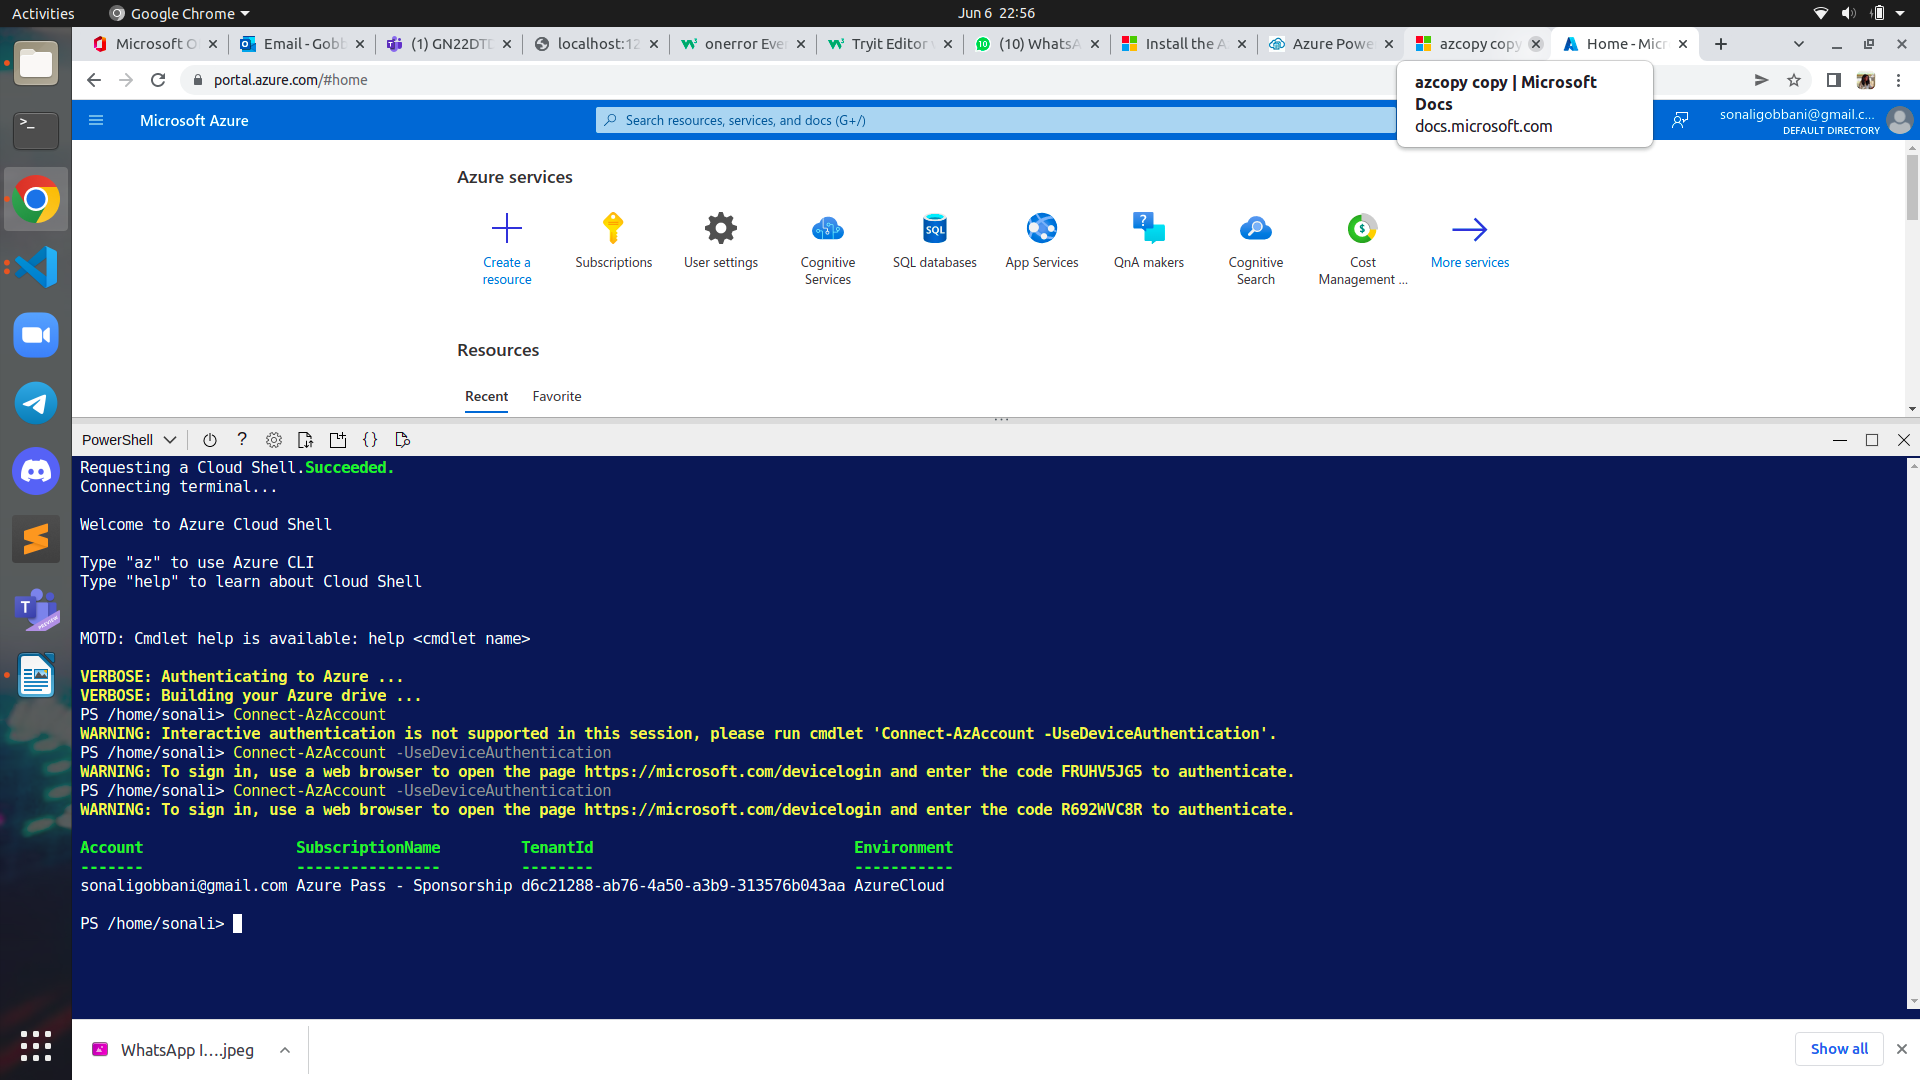 Activities
Google Chrome
Jun 6 22:56
Microsoft O
Email - Gobb
(1) GN22DTD
localhost:12
onerror Eve
Tryit Editor
(10) WhatsA
Install the A
Azure Powe
azcopy copy
Home - Micr
portal.azure.com/#home
azcopy copy | Microsoft
Docs
docs.microsoft.com
Microsoft Azure
Search resources, services, and docs (G+/)
sonaligobbani@gmail.c...
DEFAULT DIRECTORY
Azure services
Create a
resource
Subscriptions
User settings
Cognitive
Services
SQL
SQL databases
App Services
QnA makers
Cognitive
Search
Cost
Management ...
More services
Resources
Recent
Favorite
PowerShell
Requesting a Cloud Shell.Succeeded.
Connecting terminal...
Welcome to Azure Cloud Shell
Type "az" to use Azure CLI
Type "help" to learn about Cloud Shell
MOTD: Cmdlet help is available: help <cmdlet name>
VERBOSE: Authenticating to Azure ...
VERBOSE: Building your Azure drive ...
PS /home/sonali> Connect-AzAccount
WARNING: Interactive authentication is not supported in this session, please run cmdlet 'Connect-AzAccount -UseDeviceAuthentication'.
PS /home/sonali> Connect-AzAccount -UseDeviceAuthentication
WARNING: To sign in, use a web browser to open the page https://microsoft.com/devicelogin and enter the code FRUHV5JG5 to authenticate.
PS /home/sonali> Connect-AzAccount -UseDeviceAuthentication
WARNING: To sign in, use a web browser to open the page https://microsoft.com/devicelogin and enter the code R692WVC8R to authenticate.
Account SubscriptionName TenantId Environment
------- ---------------- -------- -----------
sonaligobbani@gmail.com Azure Pass - Sponsorship d6c21288-ab76-4a50-a3b9-313576b043aa AzureCloud
PS /home/sonali>
WhatsApp I....jpeg
Show all